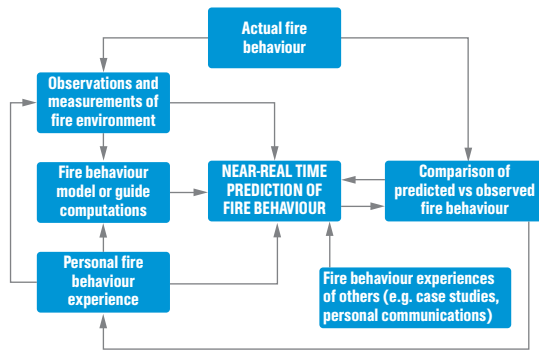 Actual fire
behaviour
Observations and
measurements of
fire environment
Fire behaviour
model or guide
computations
NEAR-REAL TIME
PREDICTION OF
FIRE BEHAVIOUR
Comparison of
predicted vs observed
fire behaviour
Personal fire
behaviour
experience
Fire behaviour experiences
of others (e.g. case studies,
personal communications)